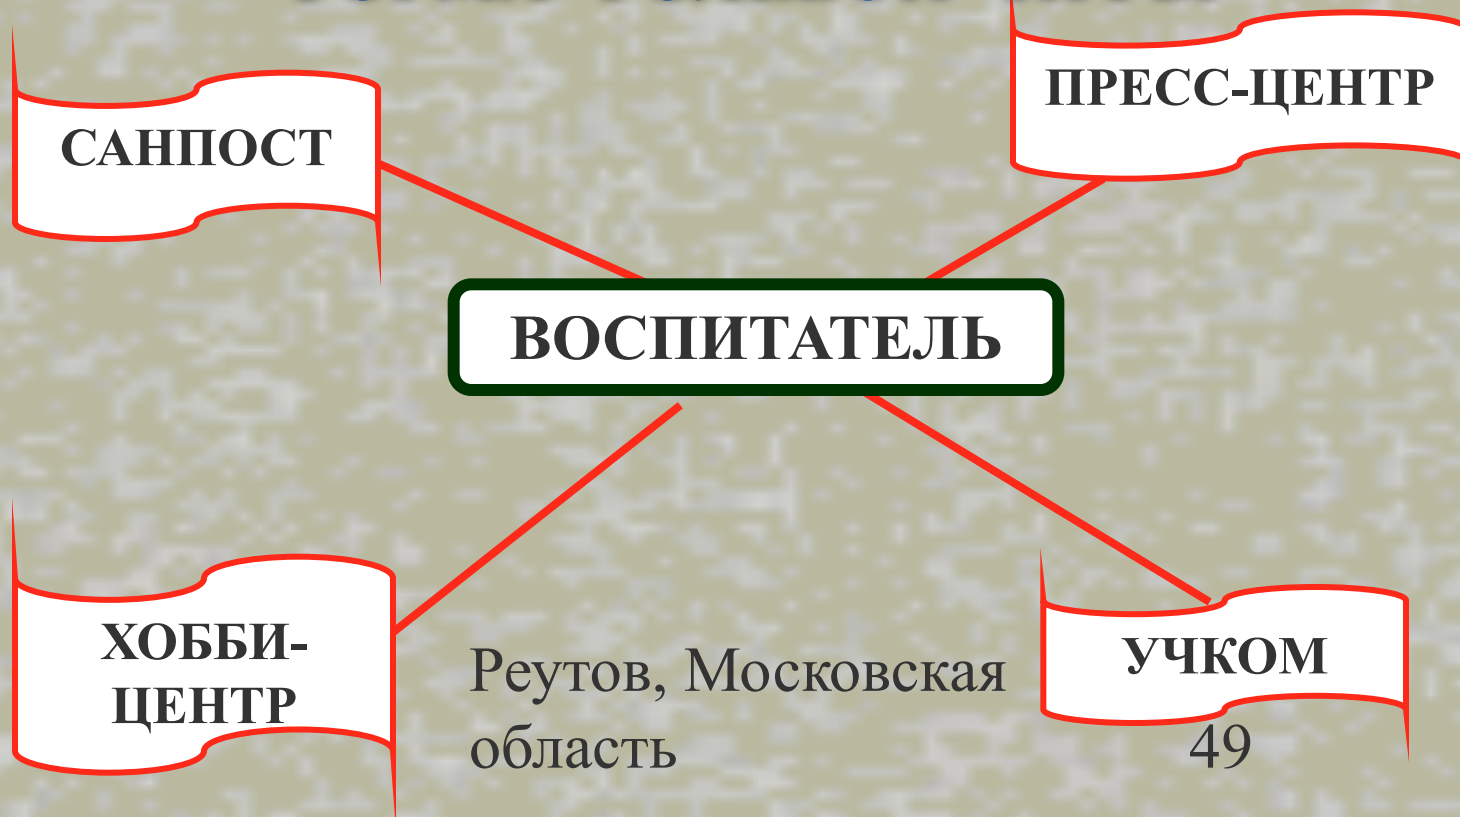 САНПОСТ
ПРЕСС-ЦЕНТР
ВОСПИТАТЕЛЬ
ХОББИ-
ЦЕНТР
Реутов, Московская
область
УЧКОМ
49